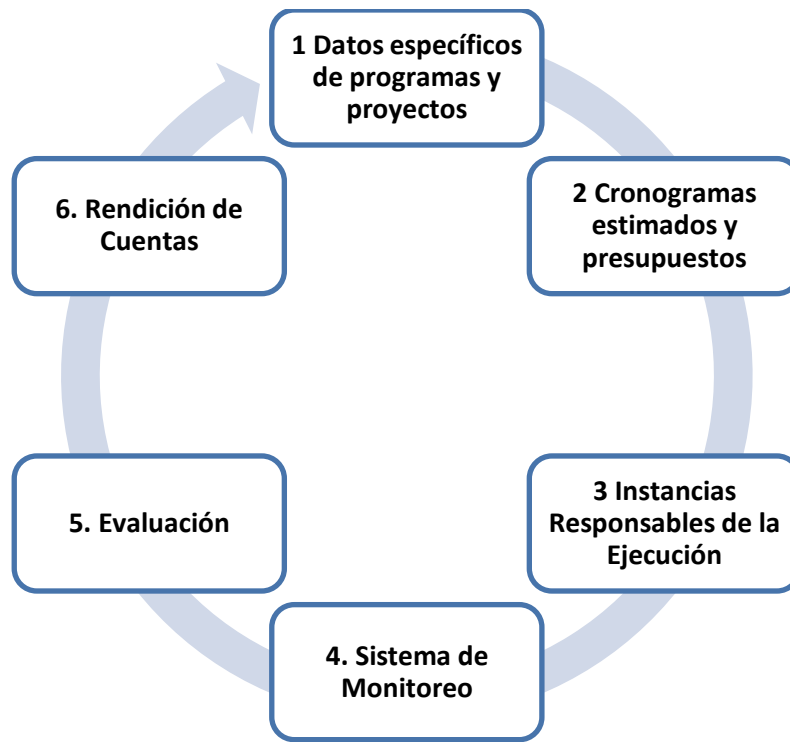 1 Datos específicos
de programas y
proyectos
2 Cronogramas
estimados y
presupuestos
3 Instancias
Responsables de la
Ejecución
4. Sistema de
Monitoreo
5. Evaluación
6. Rendición de
Cuentas